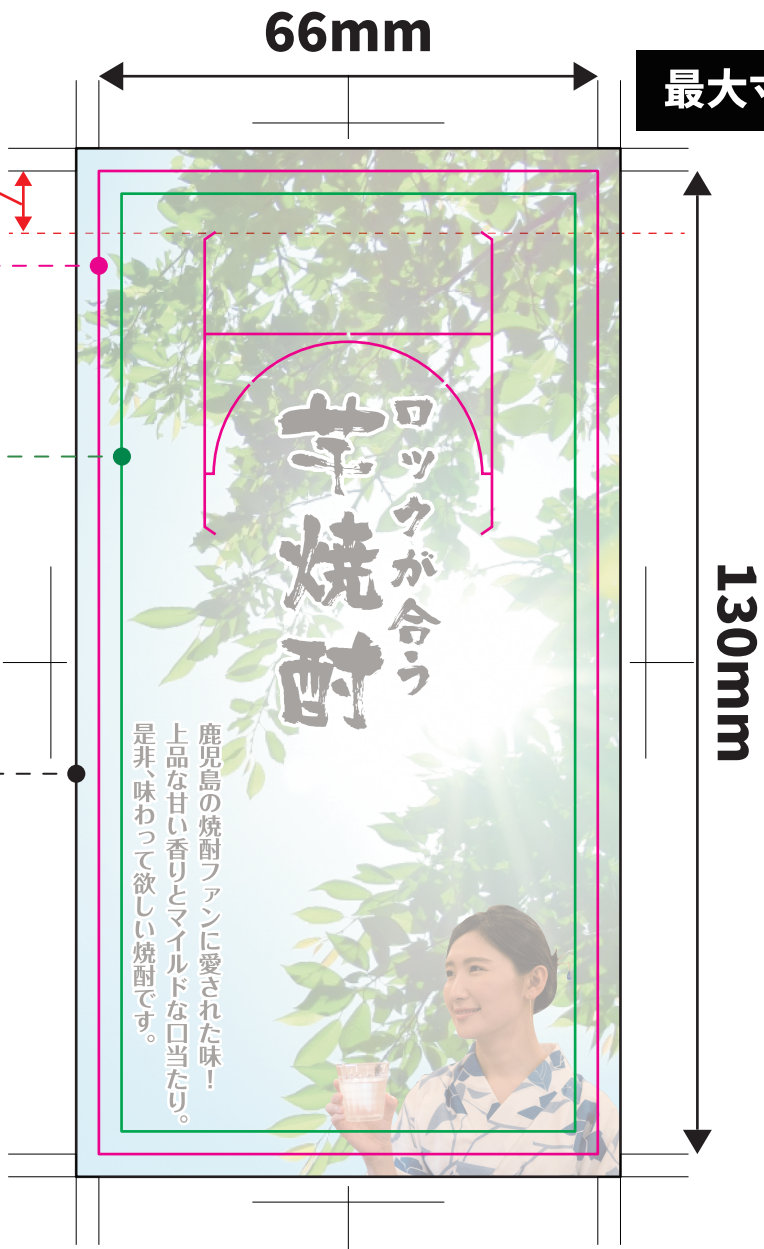 66mm
最大
130mm
ロックが合う
芋焼酎
鹿児島の焼酎ファンに愛された味！
上品な甘い香りとマイルドな口当たり。
是非、味わって欲しい焼酎です。